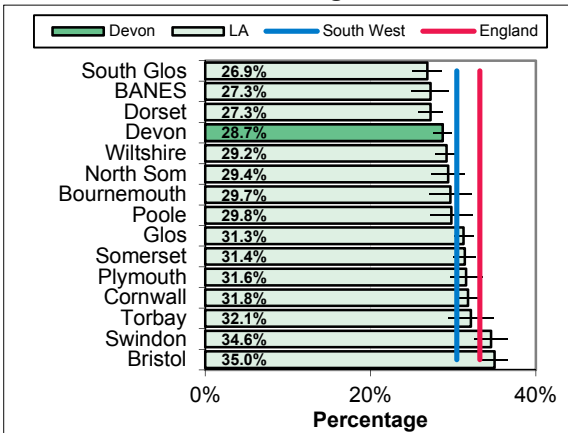 Devon LA South West England
South Glos 26.9%
BANES 27.3%
Dorset 27.3%
Devon 28.7%
Wiltshire 29.2%
North Som 29.4%
Bournemouth 29.7%
Poole 29.8%
Glos 31.3%
Somerset 31.4%
Plymouth 31.6%
Cornwall 31.8%
Torbay 32.1%
Swindon 34.6%
Bristol 35.0%
0% 20% 40%
Percentage